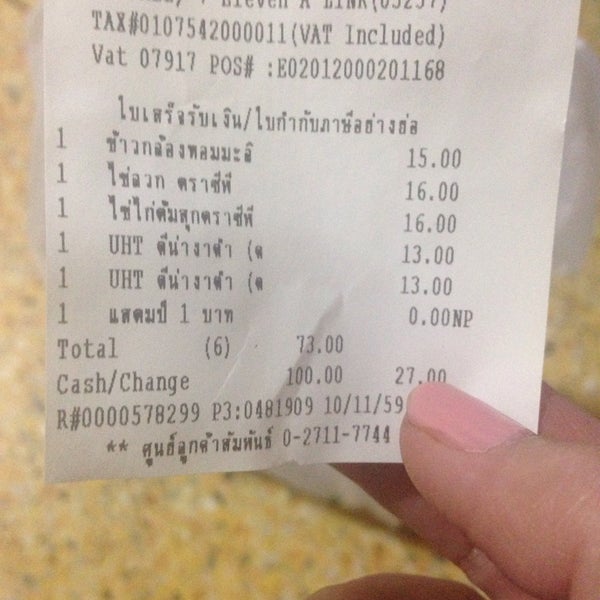 7 Eleven A LINK(05257)
TAX#0107542000011(VAT Included)
Vat 07917 POS# :E02012000201168
ใบเสร็จรับเงิน/ใบกำกับภาษีอย่างย่อ
1 ข้าวกล้องหอมมะลิ 15.00
1 ไข่ลวก ตราซีพี 16.00
1 ไข่ไก่ต้มสุกตราซีพี 16.00
1 UHT ดีน่างาดำ (ค 13.00
1 UHT ดีน่างาดำ (ค 13.00
1 แสตมป์ 1 บาท 0.00NP
Total (6) 73.00
Cash/Change 100.00 27.00
R#0000578299 P3:0481909 10/11/59
** ศูนย์ลูกค้าสัมพันธ์ 0-2711-7744